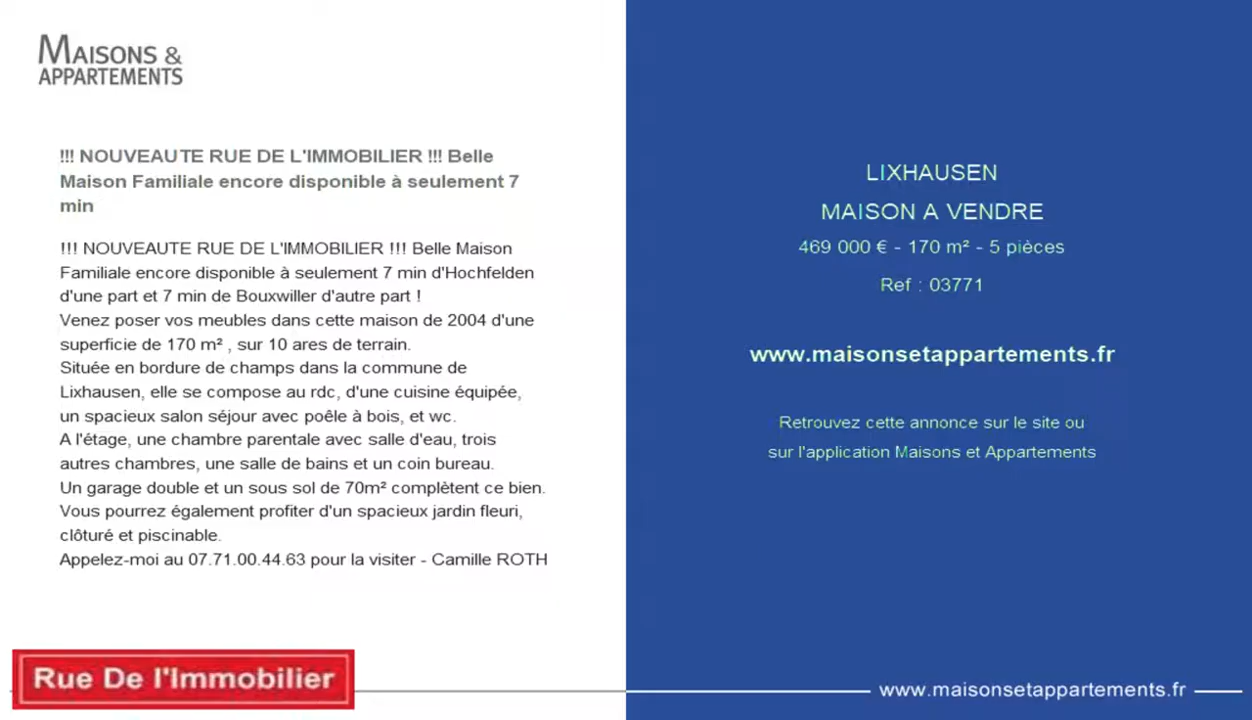 MAISONS &
APPARTEMENTS
!!! NOUVEAUTE RUE DE L'IMMOBILIER !!! Belle
Maison Familiale encore disponible à seulement 7
min
!!! NOUVEAUTE RUE DE L'IMMOBILIER !!! Belle Maison
Familiale encore disponible à seulement 7 min d'Hochfelden
d'une part et 7 min de Bouxwiller d'autre part !
Venez poser vos meubles dans cette maison de 2004 d'une
superficie de 170 m² , sur 10 ares de terrain.
Située en bordure de champs dans la commune de
Lixhausen, elle se compose au rdc, d'une cuisine équipée,
un spacieux salon séjour avec poêle à bois, et wc.
A l'étage, une chambre parentale avec salle d'eau, trois
autres chambres, une salle de bains et un coin bureau.
Un garage double et un sous sol de 70m² complètent ce bien.
Vous pourrez également profiter d'un spacieux jardin fleuri,
clôturé et piscinable.
Appelez-moi au 07.71.00.44.63 pour la visiter - Camille ROTH
Rue De l'Immobilier
LIXHAUSEN
MAISON A VENDRE
469 000 € - 170 m² - 5 pièces
Ref : 03771
www.maisonsetappartements.fr
Retrouvez cette annonce sur le site ou
sur l'application Maisons et Appartements
www.maisonsetappartements.fr